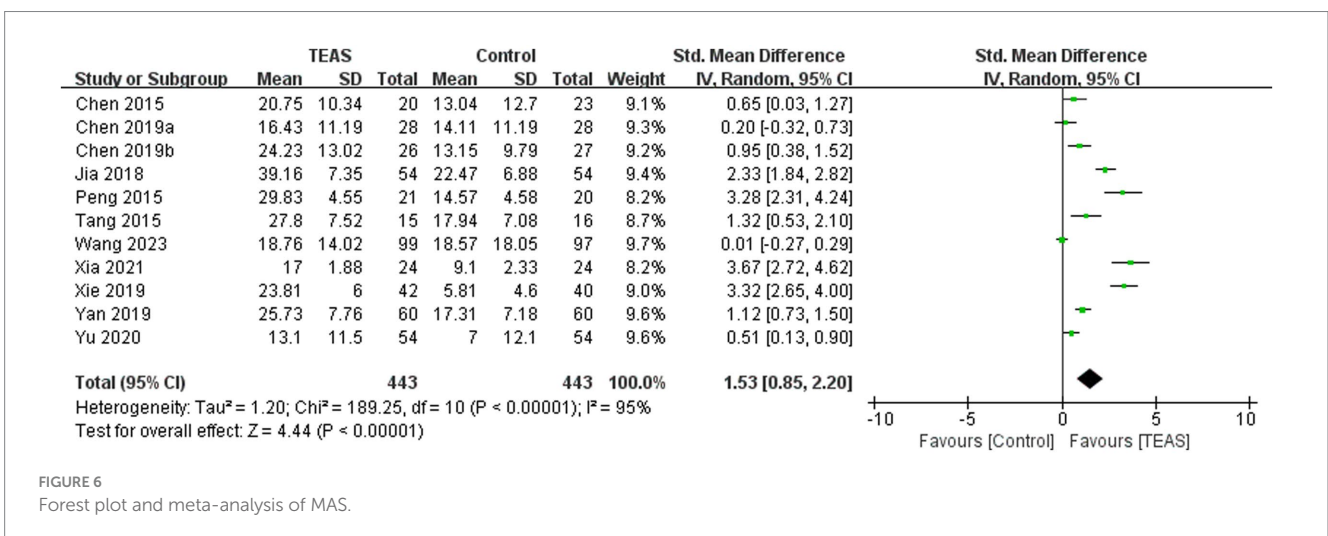 TEAS Control Std. Mean Difference Std. Mean Difference
Study or Subgroup Mean SD Total Mean SD Total Weight IV, Random, 95% CI IV, Random, 95% CI
Chen 2015 20.75 10.34 20 13.04 12.7 23 9.1% 0.65 [0.03, 1.27]
Chen 2019a 16.43 11.19 28 14.11 11.19 28 9.3% 0.20 [-0.32, 0.73]
Chen 2019b 24.23 13.02 26 13.15 9.79 27 9.2% 0.95 [0.38, 1.52]
Jia 2018 39.16 7.35 54 22.47 6.88 54 9.4% 2.33 [1.84, 2.82]
Peng 2015 29.83 4.55 21 14.57 4.58 20 8.2% 3.28 [2.31, 4.24]
Tang 2015 27.8 7.52 15 17.94 7.08 16 8.7% 1.32 [0.53, 2.10]
Wang 2023 18.76 14.02 99 18.57 18.05 97 9.7% 0.01 [-0.27, 0.29]
Xia 2021 17 1.88 24 9.1 2.33 24 8.2% 3.67 [2.72, 4.62]
Xie 2019 23.81 6 42 5.81 4.6 40 9.0% 3.32 [2.65, 4.00]
Yan 2019 25.73 7.76 60 17.31 7.18 60 9.6% 1.12 [0.73, 1.50]
Yu 2020 13.1 11.5 54 7 12.1 54 9.6% 0.51 [0.13, 0.90]
Total (95% CI) 443 443 100.0% 1.53 [0.85, 2.20]
Heterogeneity: Tau² = 1.20; Chi² = 189.25, df = 10 (P < 0.00001); I² = 95%
Test for overall effect: Z = 4.44 (P < 0.00001)
-10 -5 0 5 10
Favours [Control] Favours [TEAS]
FIGURE 6
Forest plot and meta-analysis of MAS.